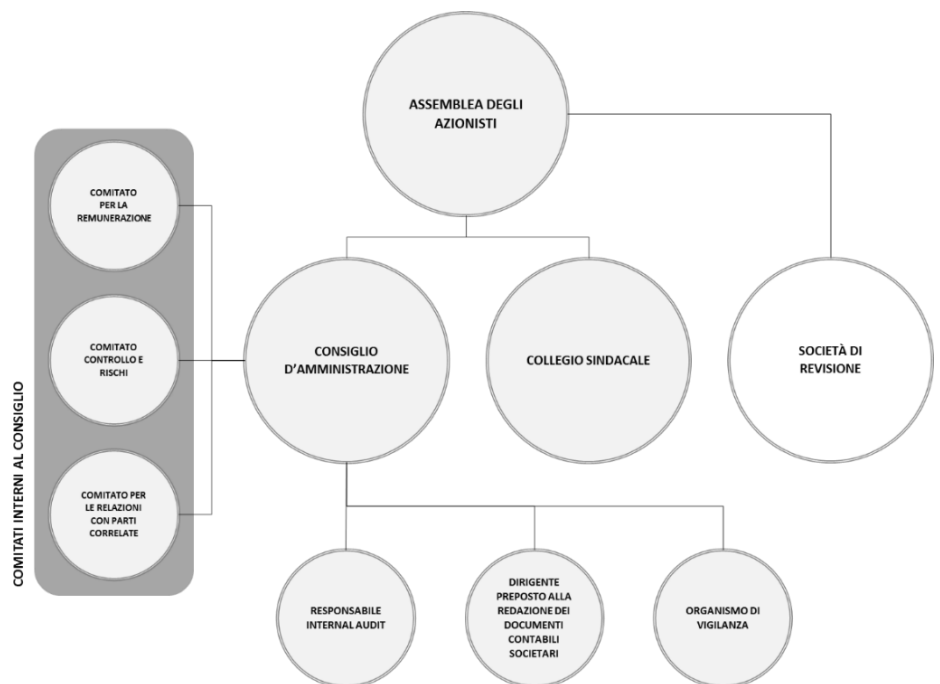 ASSEMBLEA DEGLI
AZIONISTI
COMITATI INTERNI AL CONSIGLIO
COMITATO
PER LA
REMUNERAZIONE
COMITATO
CONTROLLO E
RISCHI
COMITATO PER
LE RELAZIONI
CON PARTI
CORRELATE
CONSIGLIO
D'AMMINISTRAZIONE
COLLEGIO SINDACALE
SOCIETÀ DI
REVISIONE
RESPONSABILE
INTERNAL AUDIT
DIRIGENTE
PREPOSTO ALLA
REDAZIONE DEI
DOCUMENTI
CONTABILI
SOCIETARI
ORGANISMO DI
VIGILANZA